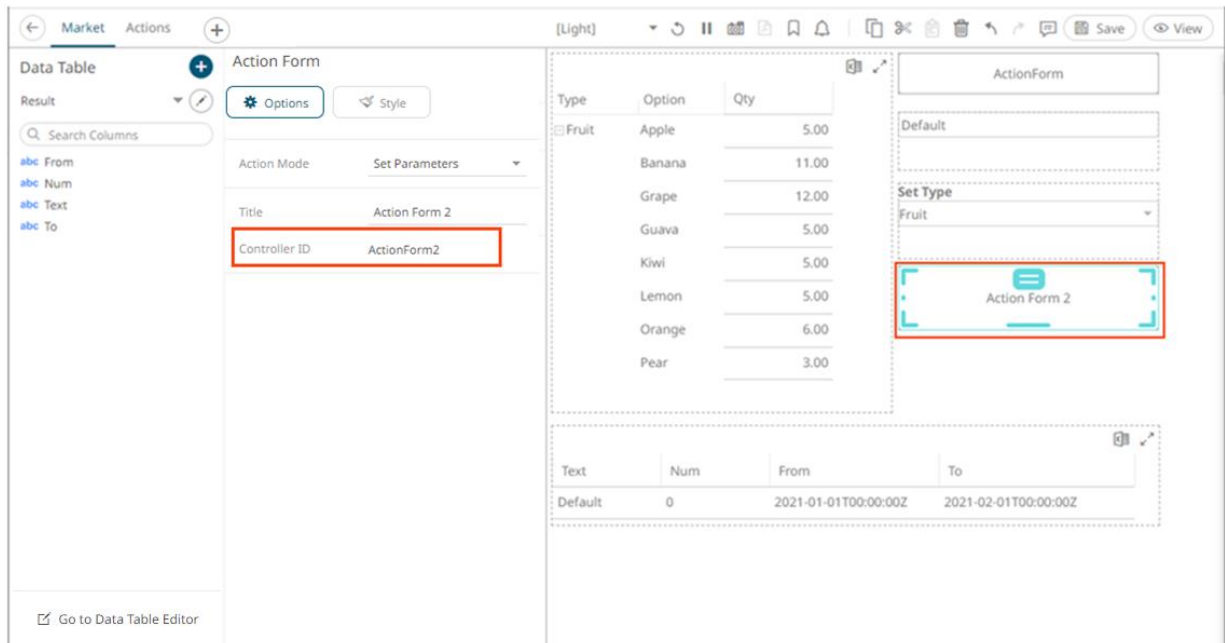 Market Actions
[Light] Save View
Data Table
Result
Search Columns
abc From
abc Num
abc Text
abc To
Go to Data Table Editor
Action Form
Options Style
Action Mode Set Parameters
Title Action Form 2
Controller ID ActionForm2
Type Option Qty
Fruit Apple 5.00
Banana 11.00
Grape 12.00
Guava 5.00
Kiwi 5.00
Lemon 5.00
Orange 6.00
Pear 3.00
ActionForm
Default
Set Type
Fruit
Action Form 2
Text Num From To
Default 0 2021-01-01T00:00:00Z 2021-02-01T00:00:00Z